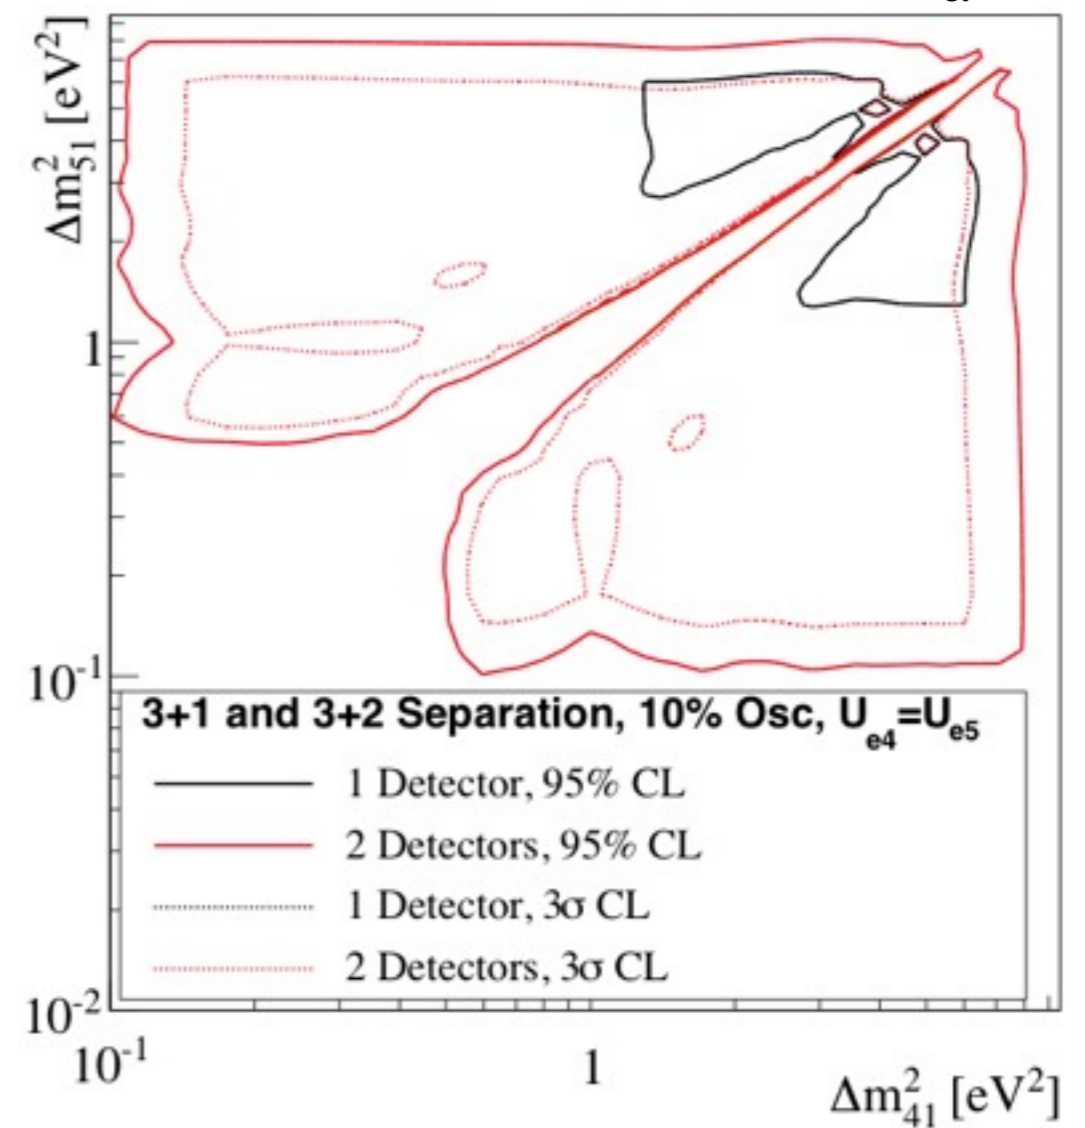 Δm²₅₁ [eV²]
1
10⁻¹
3+1 and 3+2 Separation, 10% Osc, Uₑ₄=Uₑ₅
1 Detector, 95% CL
2 Detectors, 95% CL
1 Detector, 3σ CL
2 Detectors, 3σ CL
10⁻²
10⁻¹ 1
Δm²₄₁ [eV²]